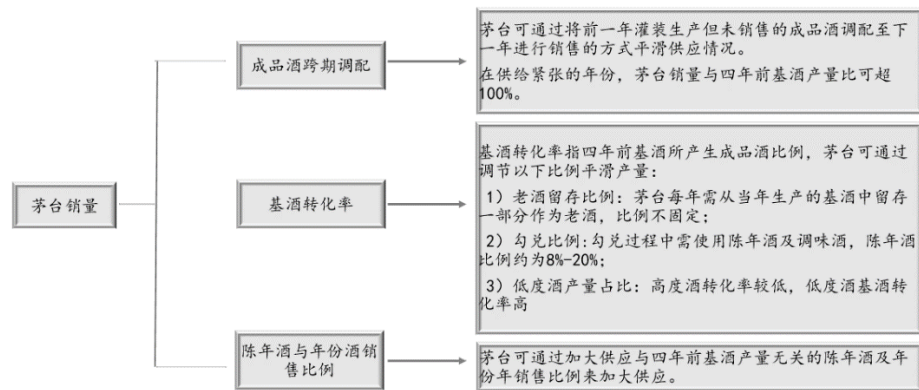 茅台销量
成品酒跨期调配
茅台可通过将前一年灌装生产但未销售的成品酒调配至下
一年进行销售的方式平滑供应情况。
在供给紧张的年份，茅台销量与四年前基酒产量比可超
100%。
基酒转化率
基酒转化率指四年前基酒所产生成品酒比例，茅台可通过
调节以下比例平滑产量：
1）老酒留存比例：茅台每年需从当年生产的基酒中留存
一部分作为老酒，比例不固定；
2）勾兑比例:勾兑过程中需使用陈年酒及调味酒，陈年酒
比例约为8%-20%；
3）低度酒产量占比：高度酒转化率较低，低度酒基酒转
化率高
陈年酒与年份酒销
售比例
茅台可通过加大供应与四年前基酒产量无关的陈年酒及年
份年销售比例来加大供应。